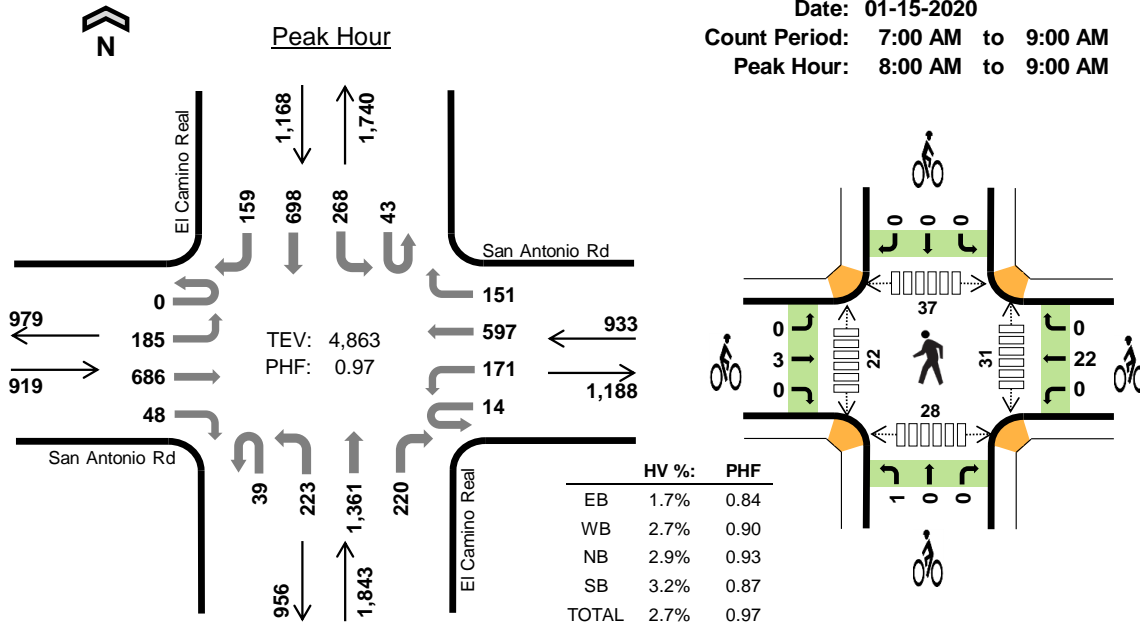 Date: 01-15-2020
Count Period: 7:00 AM to 9:00 AM
Peak Hour: 8:00 AM to 9:00 AM
N
Peak Hour
1,168
1,740
El Camino Real
159
698
268
43
San Antonio Rd
0
185
686
48
979
919
TEV: 4,863
PHF: 0.97
151
597
171
14
933
1,188
San Antonio Rd
39
223
1,361
220
El Camino Real
956
1,843
HV %: PHF
EB 1.7% 0.84
WB 2.7% 0.90
NB 2.9% 0.93
SB 3.2% 0.87
TOTAL 2.7% 0.97
0 0 0
37
0
3
0
22
31
0
22
0
28
1 0 0